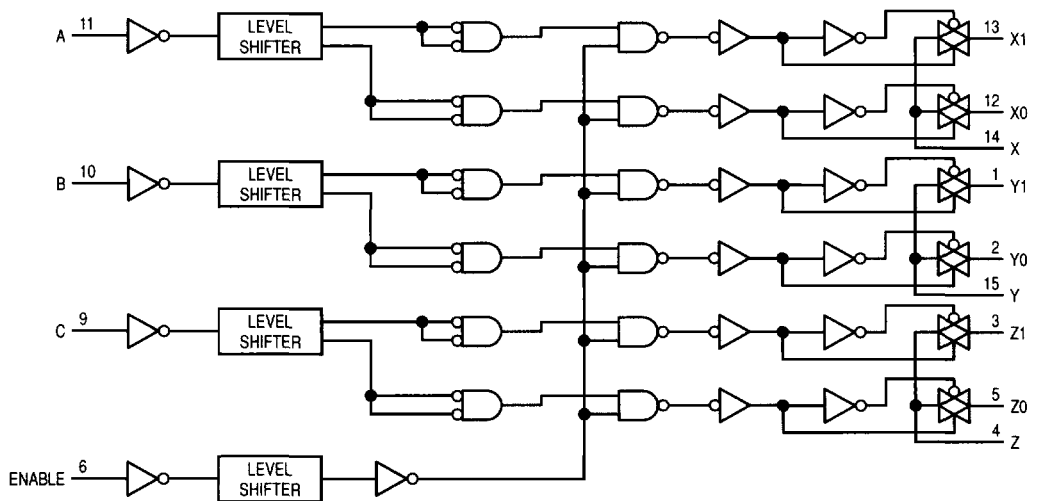 A 11
LEVEL
SHIFTER
13 X1
12 X0
14 X
B 10
LEVEL
SHIFTER
1 Y1
2 Y0
15 Y
C 9
LEVEL
SHIFTER
3 Z1
5 Z0
4 Z
ENABLE 6
LEVEL
SHIFTER